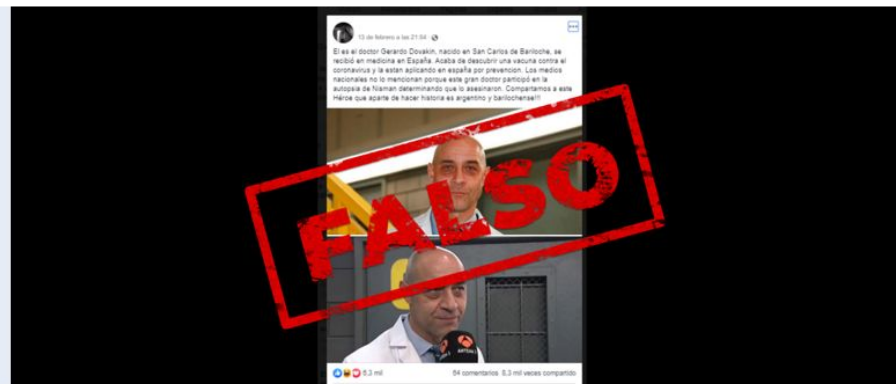 13 de febrero a las 21:54
El es el doctor Gerardo Dovakin, nacido en San Carlos de Bariloche, se
recibió en medicina en España. Acaba de descubrir una vacuna contra el
coronavirus y la estan aplicando en españa por prevencion. Los medios
nacionales no lo mencionan porque este gran doctor participó en la
autopsia de Nisman determinando que lo asesinaron. Compartamos a este
Héroe que aparte de hacer historia es argentino y barilochense!!!
FALSO
ANTENA 3
6,3 mil
64 comentarios 8,3 mil veces compartido